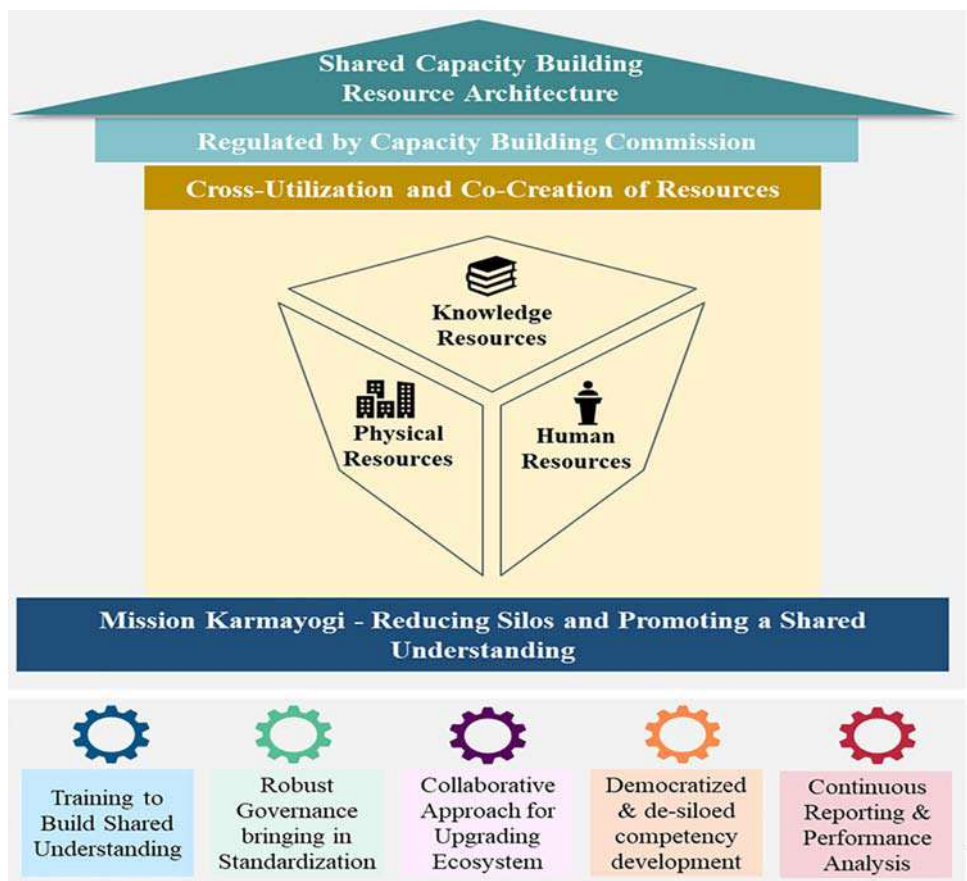 Shared Capacity Building
Resource Architecture
Regulated by Capacity Building Commission
Cross-Utilization and Co-Creation of Resources
Knowledge
Resources
Physical
Resources
Human
Resources
Mission Karmayogi - Reducing Silos and Promoting a Shared
Understanding
Training to
Build Shared
Understanding
Robust
Governance
bringing in
Standardization
Collaborative
Approach for
Upgrading
Ecosystem
Democratized
& de-siloed
competency
development
Continuous
Reporting &
Performance
Analysis